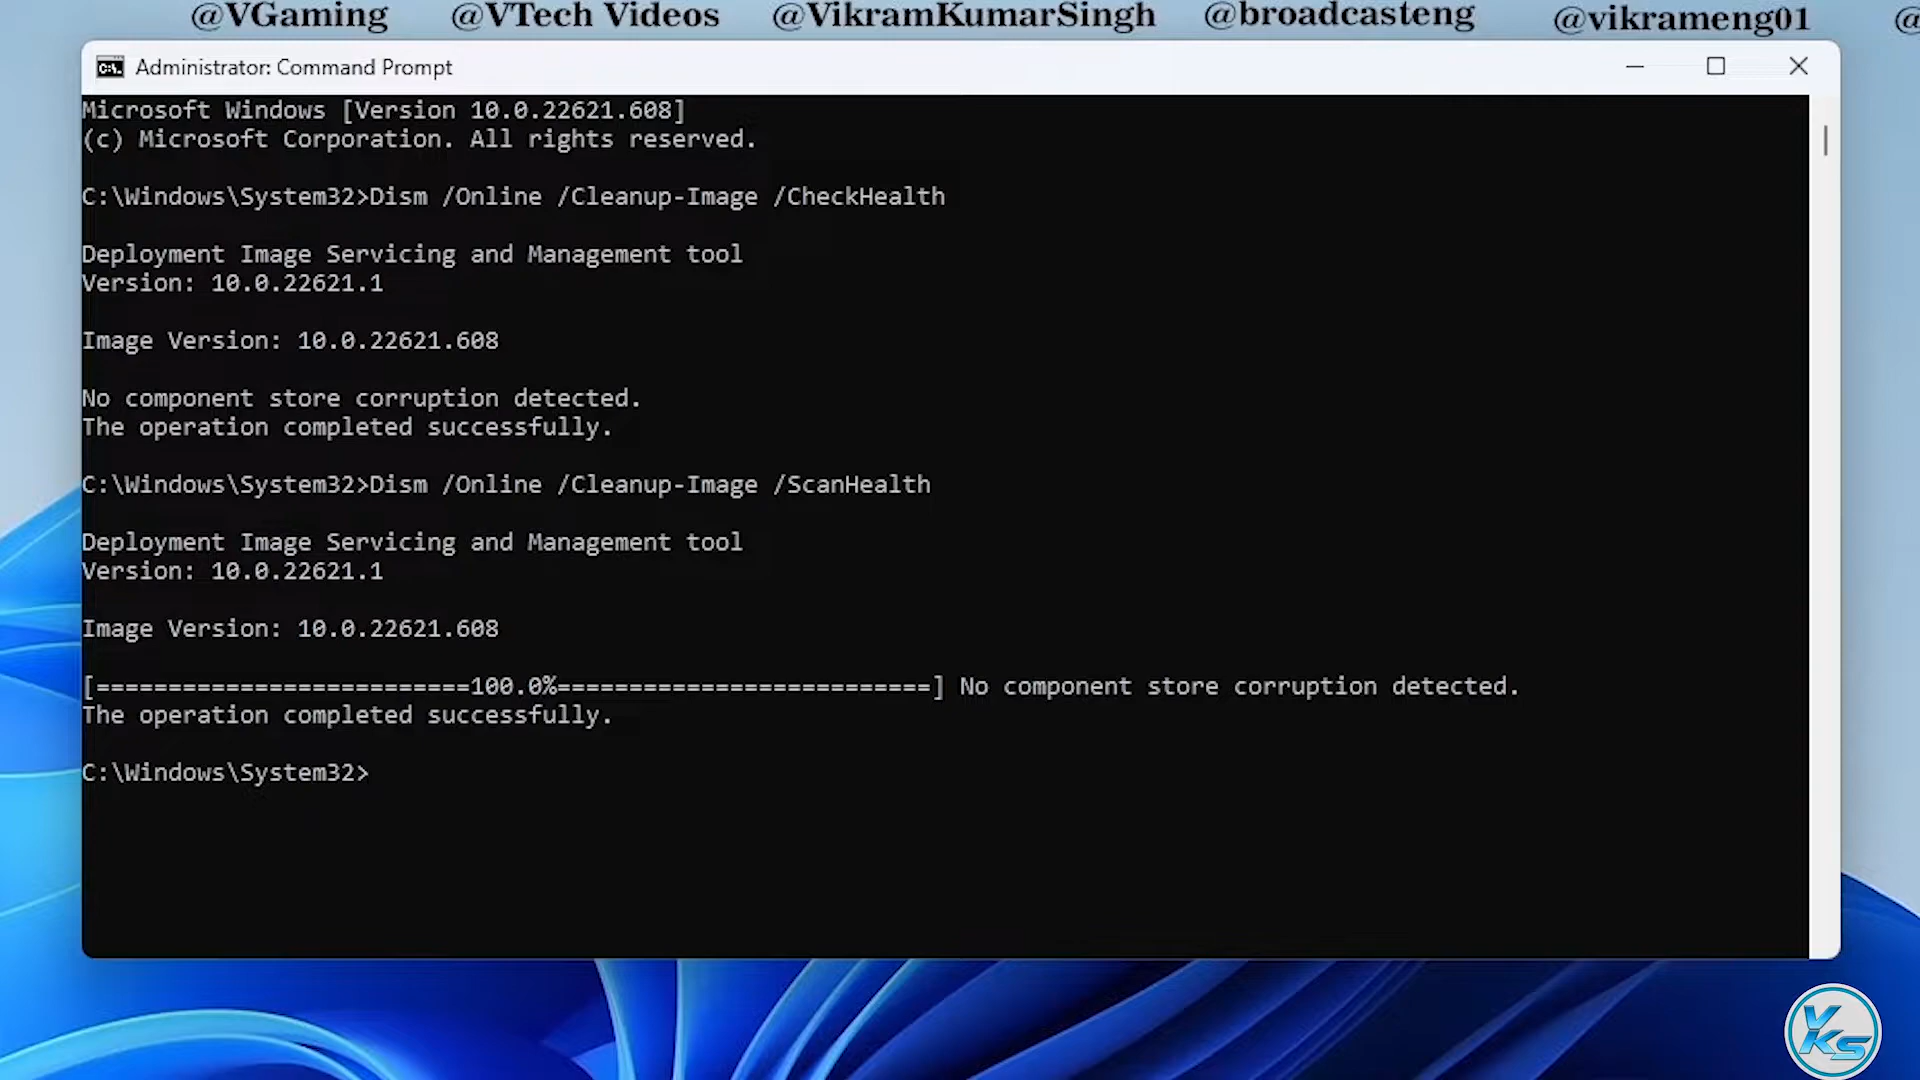 @VGaming @VTech Videos @VikramKumarSingh @broadcasteng @vikrameng01 @
Administrator: Command Prompt
Microsoft Windows [Version 10.0.22621.608]
(c) Microsoft Corporation. All rights reserved.
C:\Windows\System32>Dism /Online /Cleanup-Image /CheckHealth
Deployment Image Servicing and Management tool
Version: 10.0.22621.1
Image Version: 10.0.22621.608
No component store corruption detected.
The operation completed successfully.
C:\Windows\System32>Dism /Online /Cleanup-Image /ScanHealth
Deployment Image Servicing and Management tool
Version: 10.0.22621.1
Image Version: 10.0.22621.608
[==========================100.0%==========================] No component store corruption detected.
The operation completed successfully.
C:\Windows\System32>
VKS